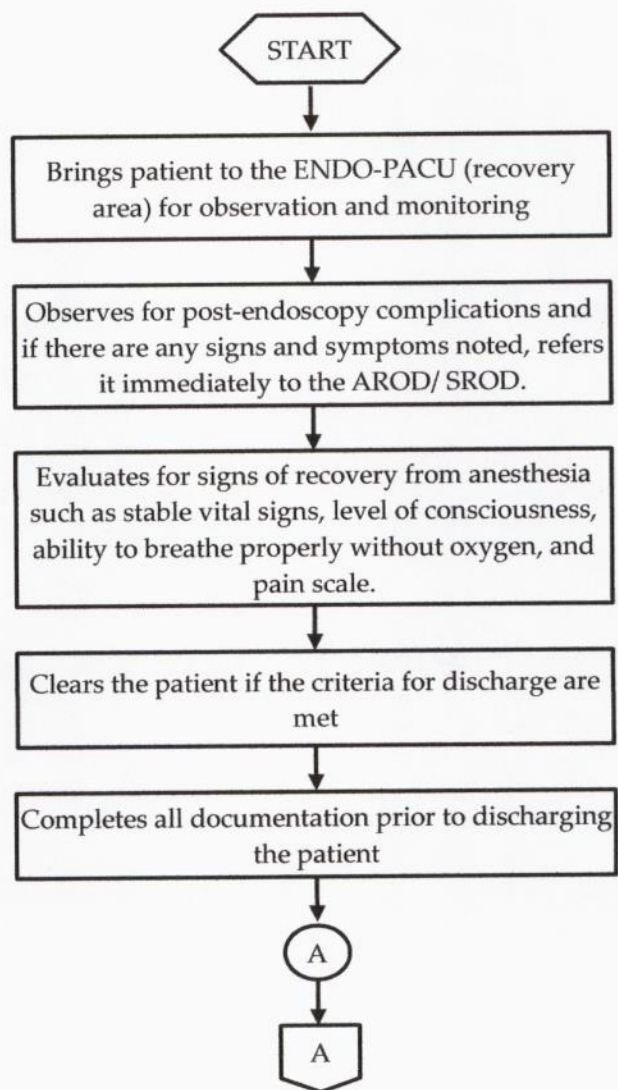 START
Brings patient to the ENDO-PACU (recovery
area) for observation and monitoring
Observes for post-endoscopy complications and
if there are any signs and symptoms noted, refers
it immediately to the AROD/ SROD.
Evaluates for signs of recovery from anesthesia
such as stable vital signs, level of consciousness,
ability to breathe properly without oxygen, and
pain scale.
Clears the patient if the criteria for discharge are
met
Completes all documentation prior to discharging
the patient
A
A